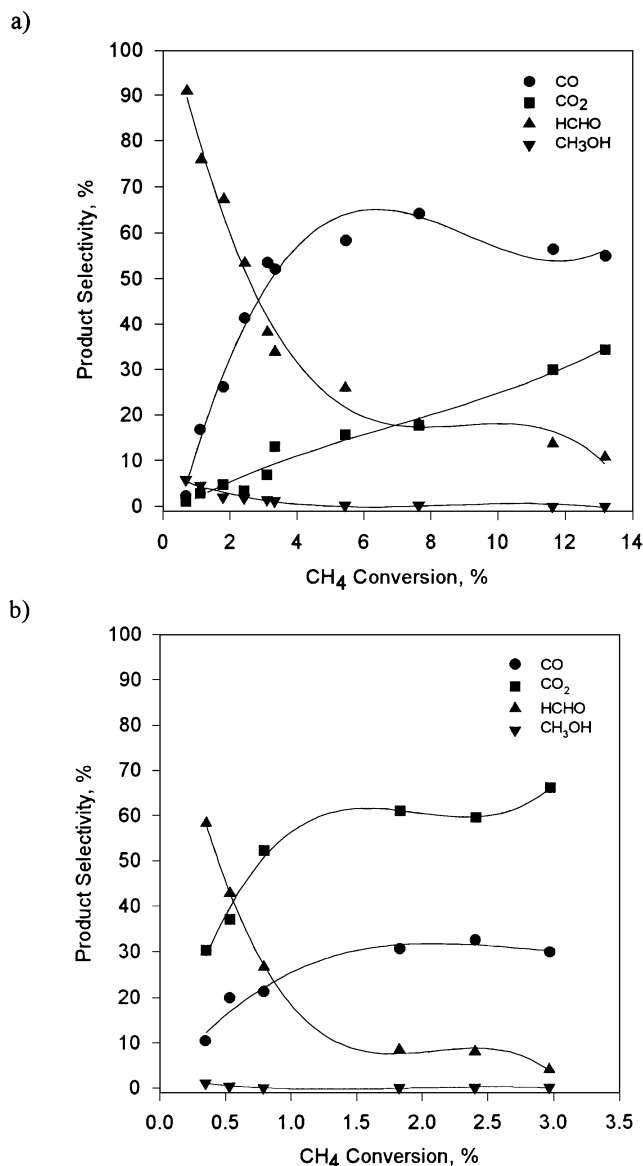 a)
100
90
80
70
60
50
40
30
20
10
0
Product Selectivity, %
CO
CO2
HCHO
CH3OH
0 2 4 6 8 10 12 14
CH4 Conversion, %
b)
100
90
80
70
60
50
40
30
20
10
0
Product Selectivity, %
CO
CO2
HCHO
CH3OH
0.0 0.5 1.0 1.5 2.0 2.5 3.0 3.5
CH4 Conversion, %